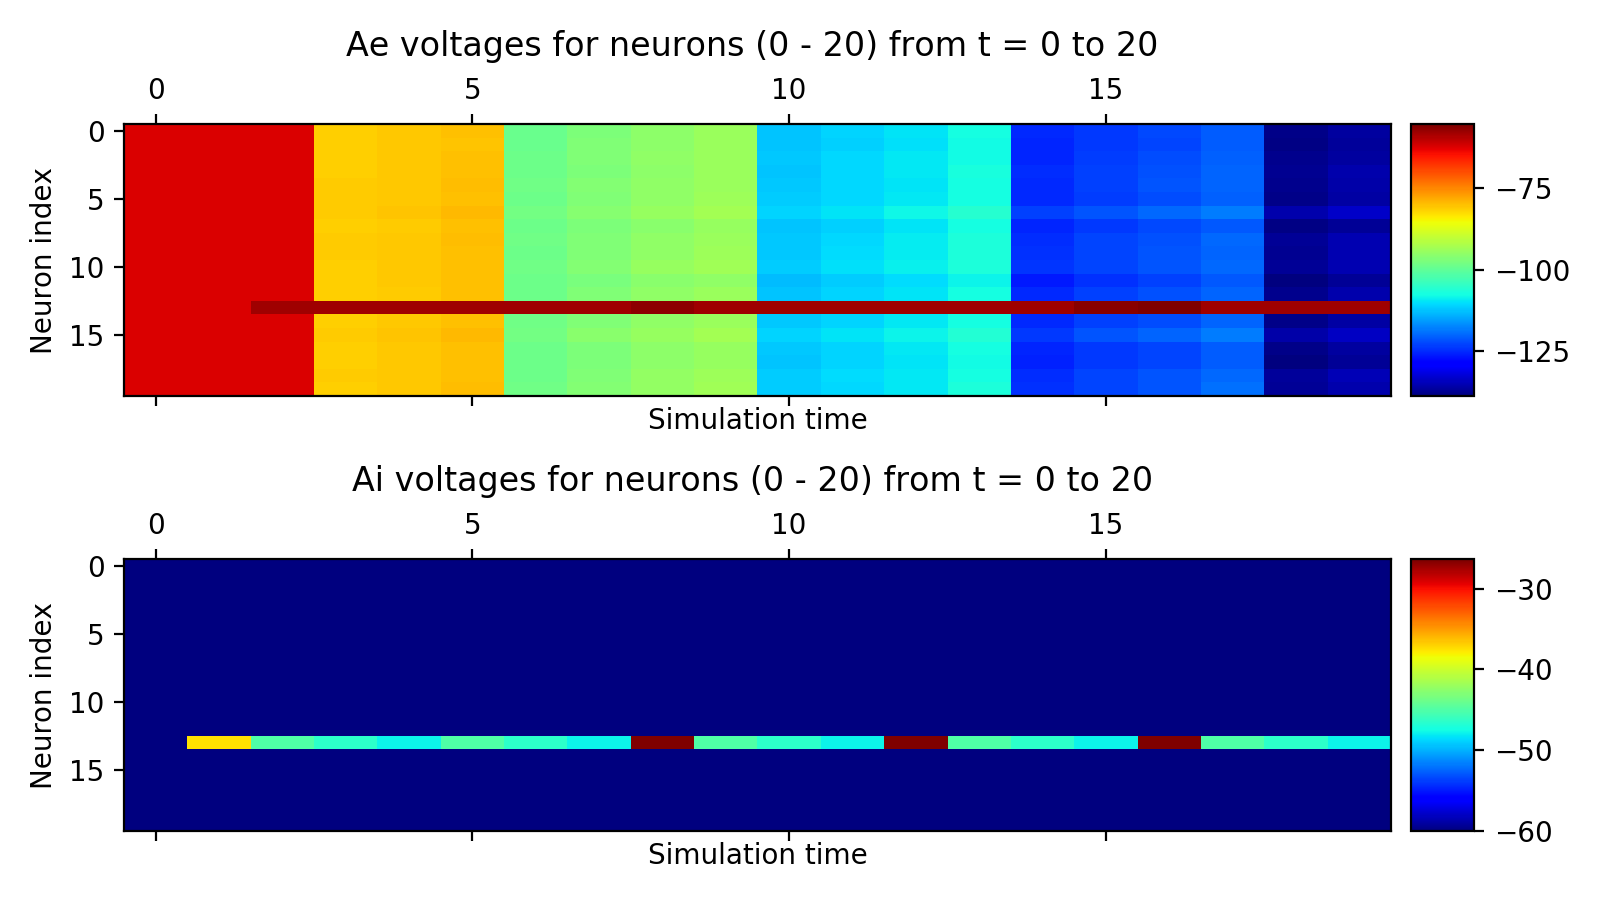 Ae voltages for neurons (0 - 20) from t = 0 to 20
0 5 10 15
Neuron index
0
5
10
15
Simulation time
−75
−100
−125
Ai voltages for neurons (0 - 20) from t = 0 to 20
0 5 10 15
Neuron index
0
5
10
15
Simulation time
−30
−40
−50
−60